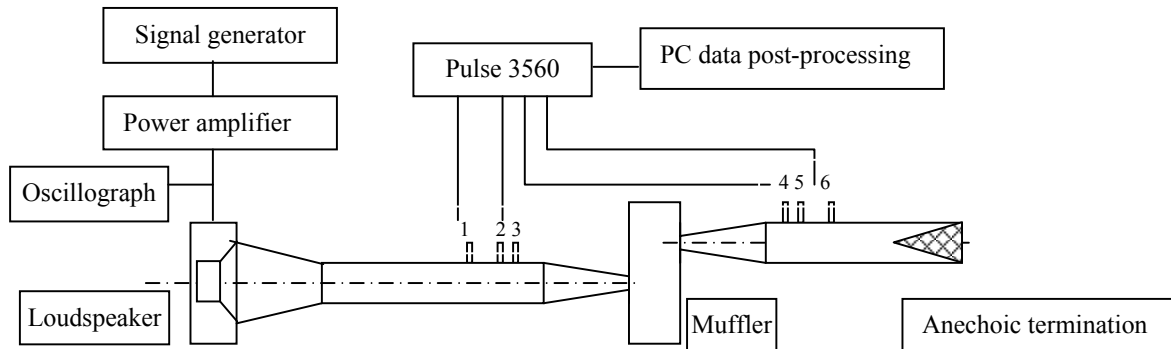 Signal generator
Pulse 3560
PC data post-processing
Power amplifier
Oscillograph
4 5 6
1 2 3
Loudspeaker
Muffler
Anechoic termination